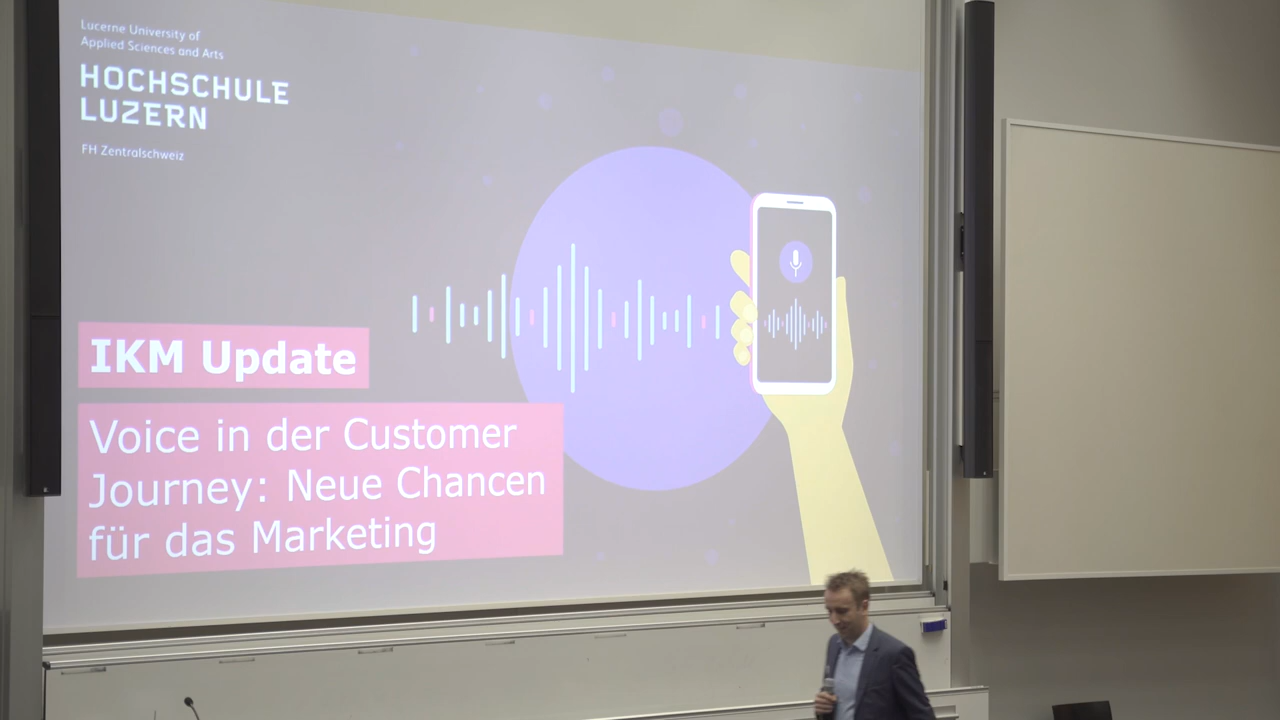 Lucerne University of
Applied Sciences and Arts
HOCHSCHULE
LUZERN
FH Zentralschweiz
IKM Update
Voice in der Customer
Journey: Neue Chancen
für das Marketing